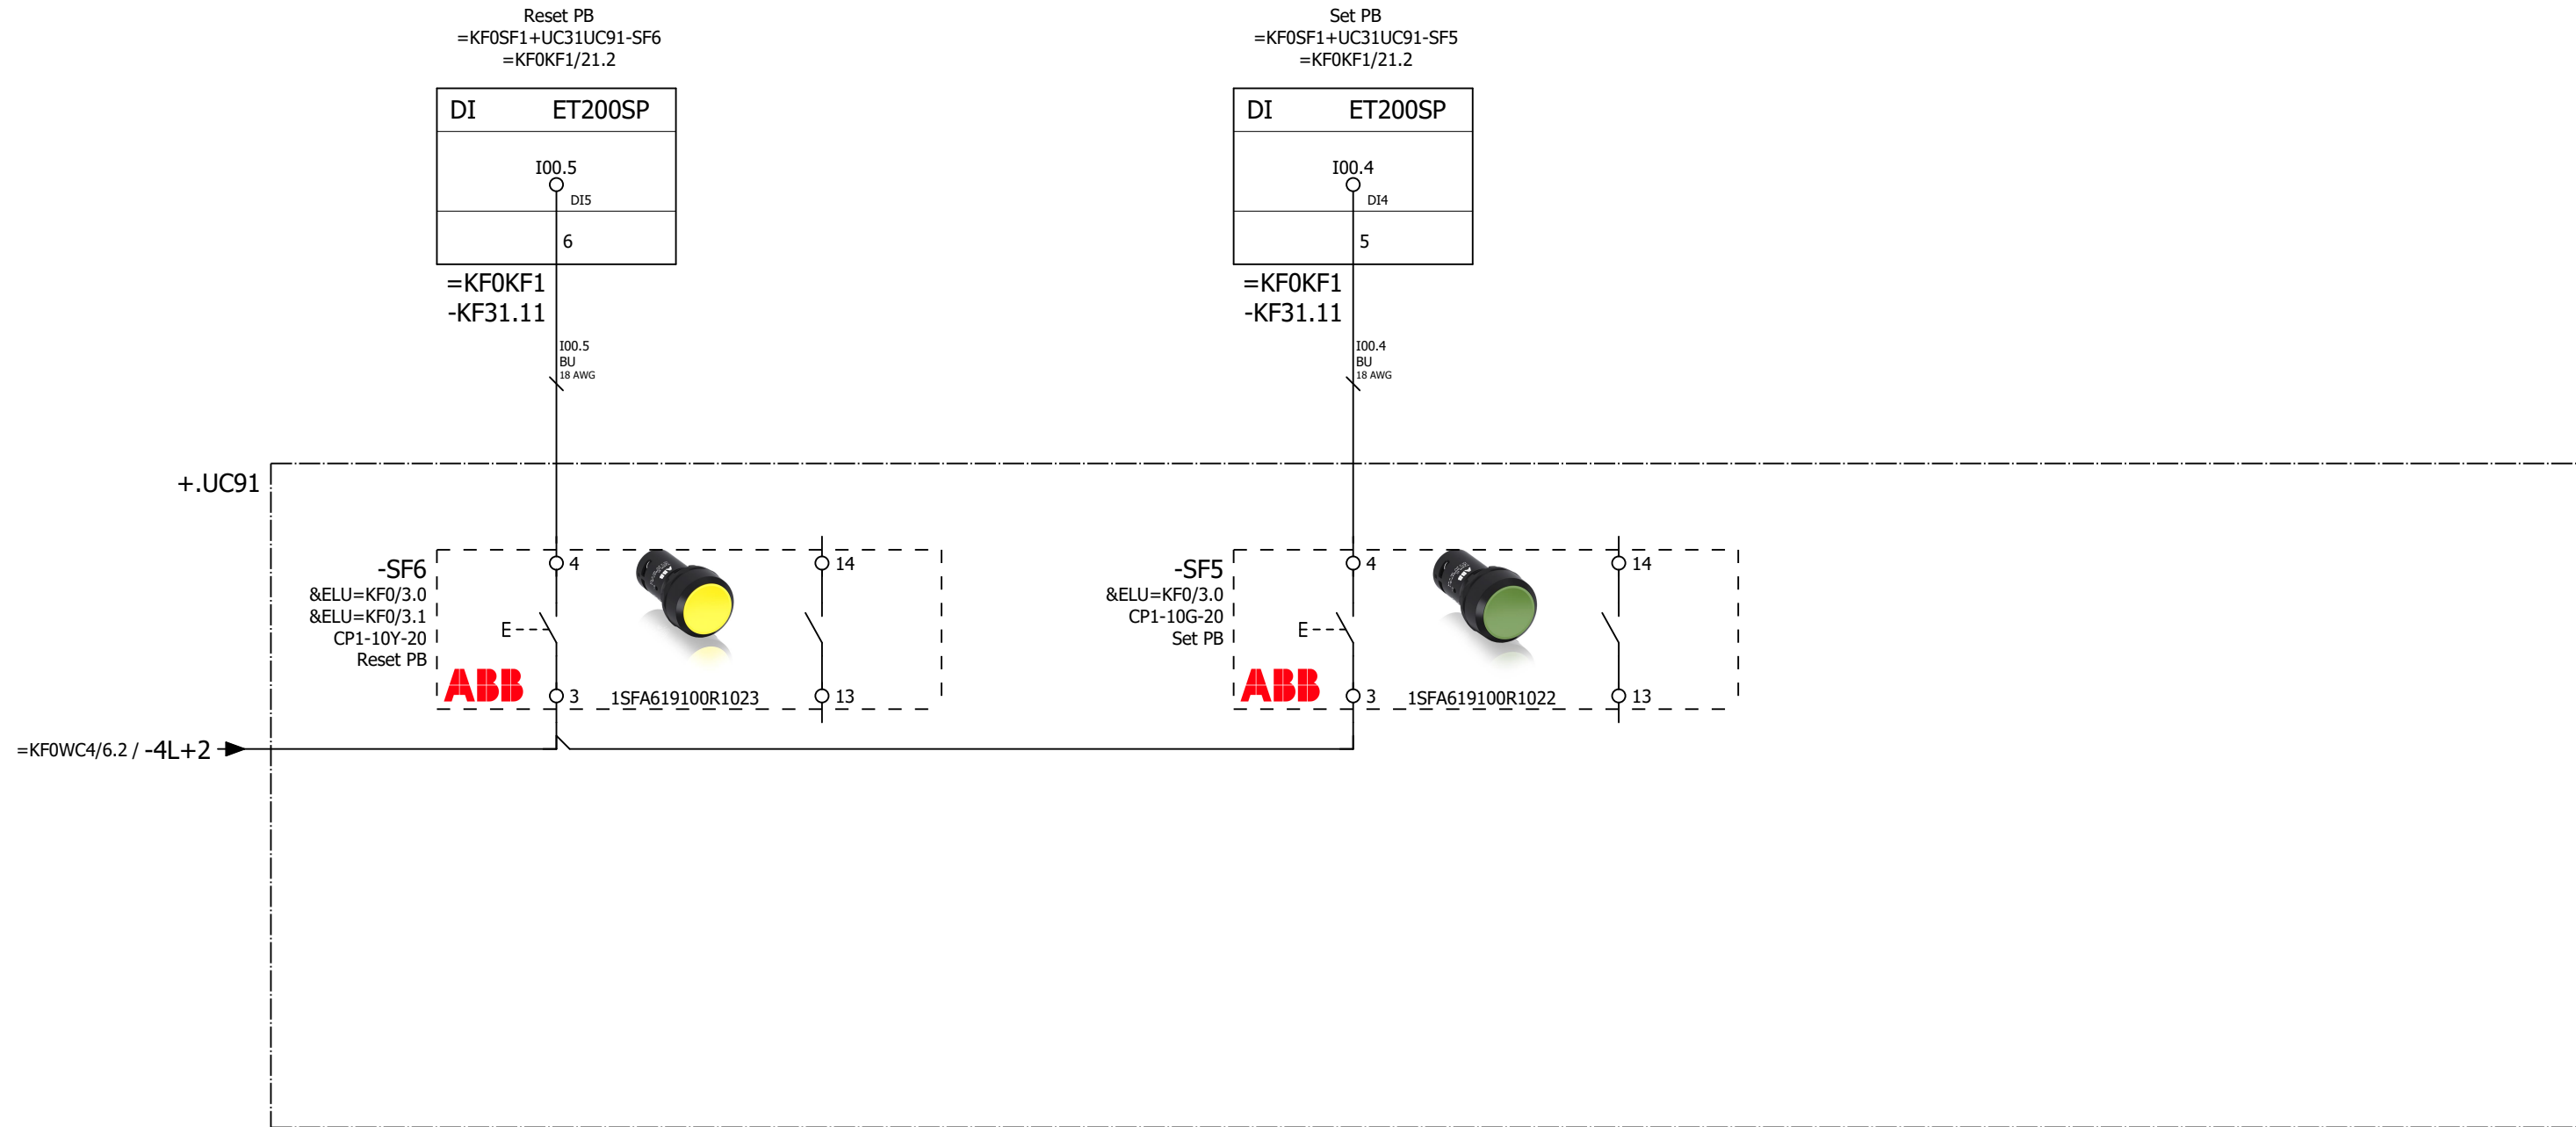 Reset PB
=KF0SF1+UC31UC91-SF6
=KF0KF1/21.2
DI ET200SP
I00.5
DI5
6
=KF0KF1
-KF31.11
I00.5
BU
18 AWG
Set PB
=KF0SF1+UC31UC91-SF5
=KF0KF1/21.2
DI ET200SP
I00.4
DI4
5
=KF0KF1
-KF31.11
I00.4
BU
18 AWG
+.UC91
-SF6
&ELU=KF0/3.0
&ELU=KF0/3.1
CP1-10Y-20
Reset PB
4
14
E
ABB
ABB
3
1SFA619100R1023
13
-SF5
&ELU=KF0/3.0
CP1-10G-20
Set PB
4
14
E
ABB
ABB
3
1SFA619100R1022
13
=KF0WC4/6.2 / -4L+2